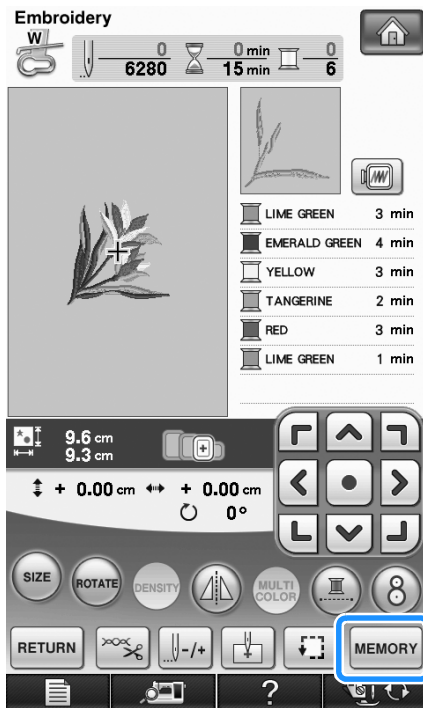 Embroidery
W
0 0 min 0
6280 15 min 6
LIME GREEN 3 min
EMERALD GREEN 4 min
YELLOW 3 min
TANGERINE 2 min
RED 3 min
LIME GREEN 1 min
9.6 cm
9.3 cm
+ 0.00 cm + 0.00 cm
0°
SIZE ROTATE DENSITY MULTI COLOR 8
RETURN -/+ MEMORY
?